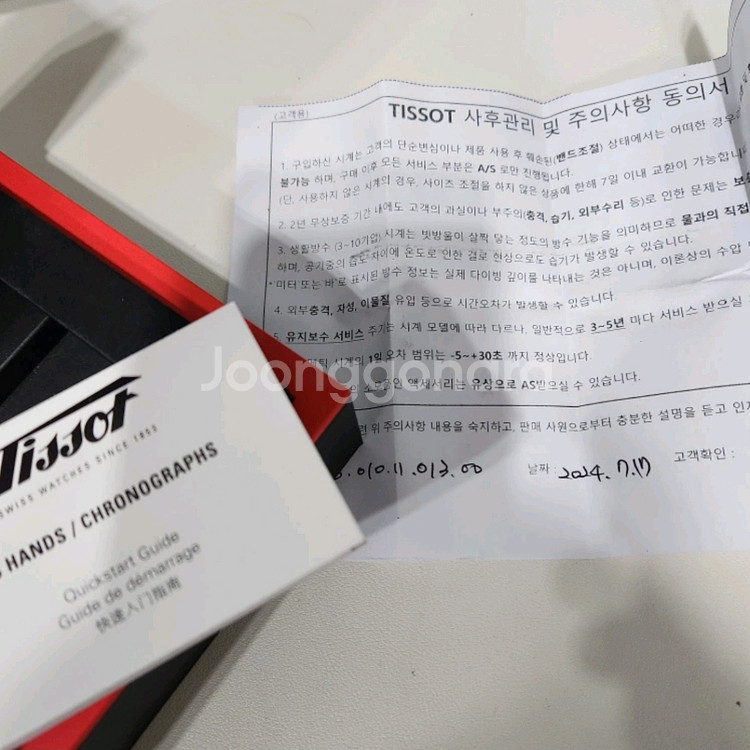 (고객용)
TISSOT 사후관리 및 주의사항 동의서
1. 구입하신 시계는 고객의 단순변심이나 제품 사용 후 훼손된(밴드조절) 상태에서는 어떠한 경우
불가능 하며, 구매 이후 모든 서비스 부분은 A/S 로만 진행됩니다.
(단, 사용하지 않은 시계의 경우, 사이즈 조절을 하지 않은 상품에 한해 7일 이내 교환이 가능합니다
2. 2년 무상보증 기간 내에도 고객의 과실이나 부주의(충격, 습기, 외부수리 등)로 인한 문제는
3. 생활방수 (3~10기압) 시계는 빗방울이 살짝 닿는 정도의 방수 기능을 의미하므로 물과의 직접
하며, 공기중의 습도 차이에 온도로 인한 결로 현상으로도 습기가 발생할 수 있습니다.
* 미터 또는 바'로 표시된 방수 정보는 실제 다이빙 깊이를 나타내는 것은 아니며, 이론상의 수압
4. 외부충격, 자성, 이물질 유입 등으로 시간오차가 발생할 수 있습니다.
5. 유지보수 서비스 주기는 시계 모델에 따라 다르나, 일반적으로 3~5년 마다 서비스 받으실
시계의 1일 오차 범위는 -5~+30초 까지 정상입니다.
액세서리는 유상으로 AS받으실 수 있습니다.
위 주의사항 내용을 숙지하고, 판매 사원으로부터 충분한 설명을 듣고
.010.11.013.00 날짜 : 2024. 7.17 고객확인 :
Joonggonara
Tissot
SWISS WATCHES SINCE 1853
HANDS / CHRONOGRAPHS
Quickstart Guide
Guide de démarrage
快速入门指南